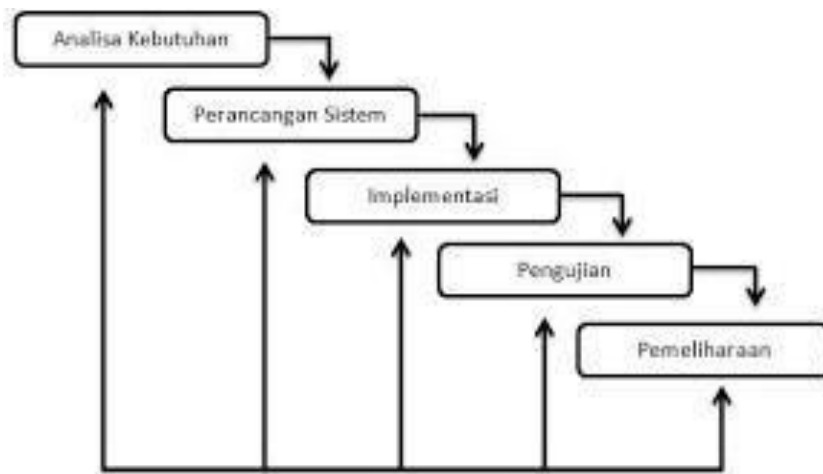 Analisa Kebutuhan
Perancangan Sistem
Implementasi
Pengujian
Pemeliharaan